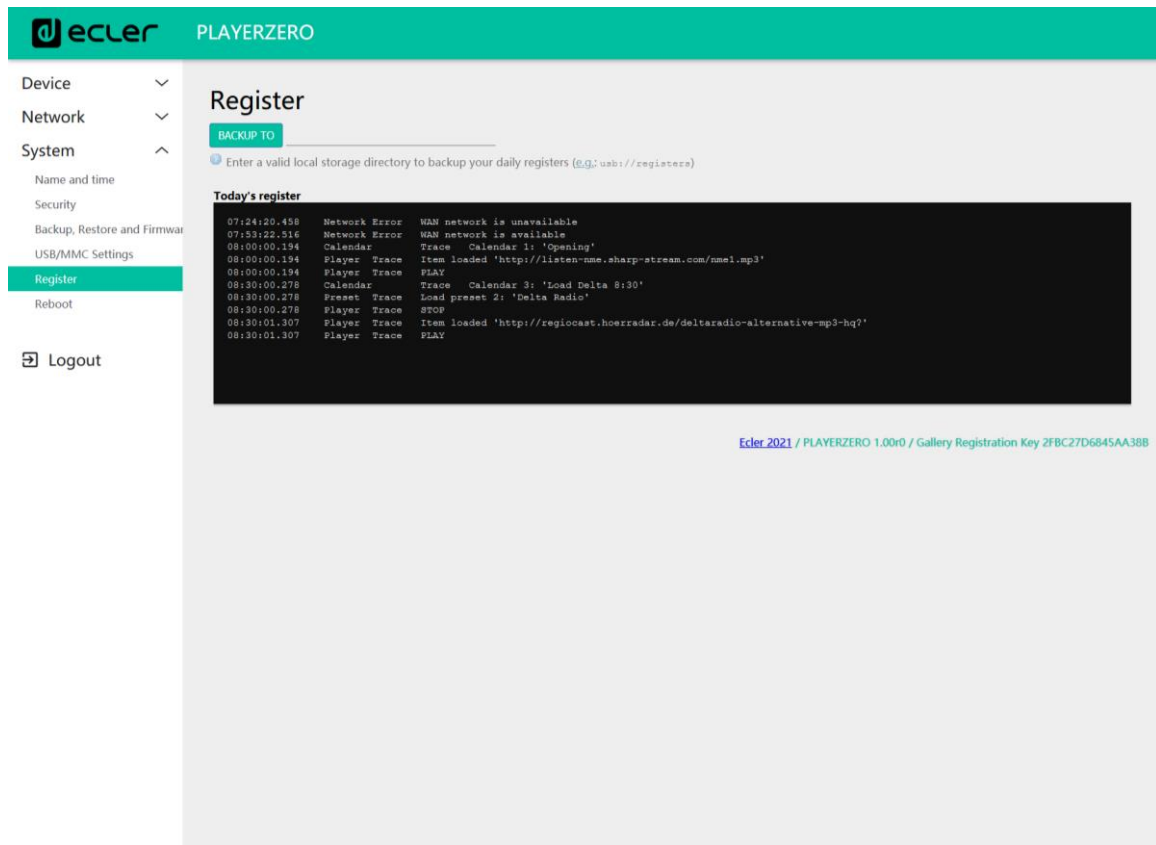 ecler
PLAYERZERO
Device
Network
System
Name and time
Security
Backup, Restore and Firmwar
USB/MMC Settings
Register
Reboot
Logout
Register
BACKUP TO
Enter a valid local storage directory to backup your daily registers (e.g.: usb://registers)
Today's register
07:24:20.458 Network Error WAN network is unavailable
07:53:22.516 Network Error WAN network is available
08:00:00.194 Calendar Trace Calendar 1: 'Opening'
08:00:00.194 Player Trace Item loaded 'http://listen-nme.sharp-stream.com/nme1.mp3'
08:00:00.194 Player Trace PLAY
08:30:00.278 Calendar Trace Calendar 3: 'Load Delta 8:30'
08:30:00.278 Preset Trace Load preset 2: 'Delta Radio'
08:30:00.278 Player Trace STOP
08:30:01.307 Player Trace Item loaded 'http://regiocast.hoerradar.de/deltaradio-alternative-mp3-hq?'
08:30:01.307 Player Trace PLAY
Ecler 2021 / PLAYERZERO 1.00r0 / Gallery Registration Key 2FBC27D6845AA38B